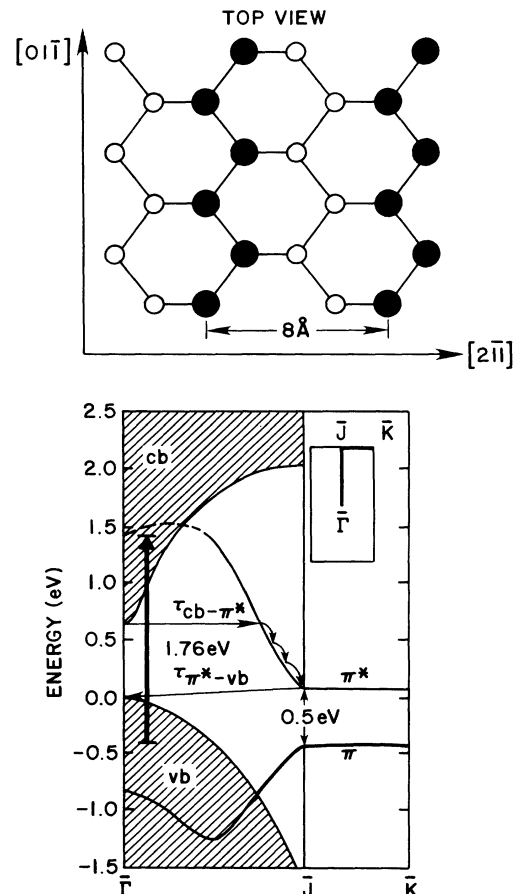 TOP VIEW
[011̄]
8Å
[21̄1̄]
2.5
2.0
1.5
1.0
0.5
0.0
-0.5
-1.0
-1.5
ENERGY (eV)
cb
J̄ K̄
Γ̄
τcb-π*
1.76eV
τπ*-vb
π*
0.5eV
π
vb
Γ̄ J K̄